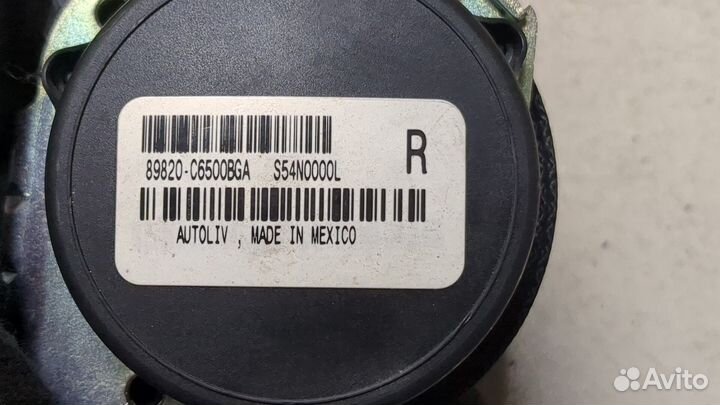 89820-C6500BGA S54N0000L R
AUTOLIV , MADE IN MEXICO
Avito